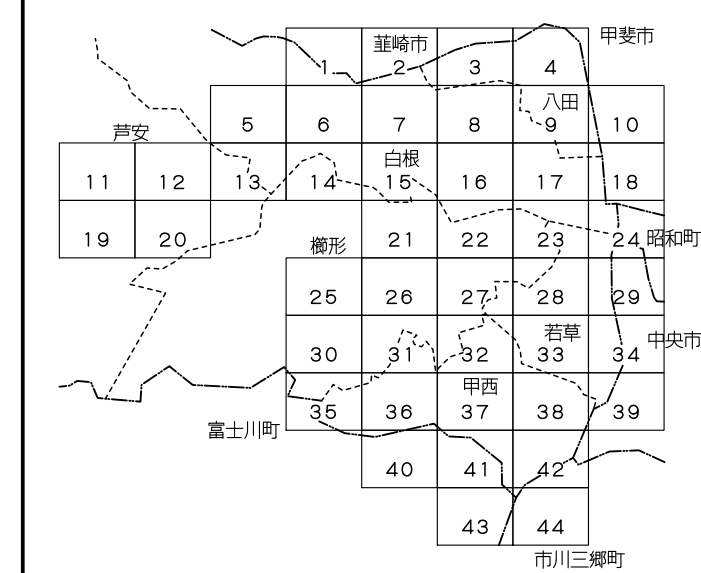 韮崎市
甲斐市
1 2 3 4
八田
5 6 7 8 9 10
芦安
白根
11 12 13 14 15 16 17 18
19 20 21 22 23 24
昭和町
櫛形
25 26 27 28 29
若草
中央市
30 31 32 33 34
甲西
35 36 37 38 39
富士川町
40 41 42
43 44
市川三郷町